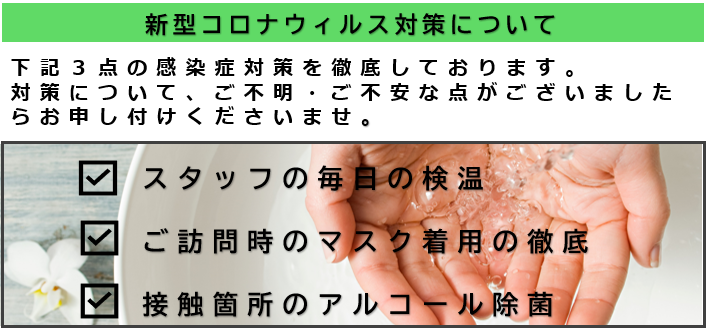 新型コロナウィルス対策について
下記３点の感染症対策を徹底しております。
対策について、ご不明・ご不安な点がございました
らお申し付けくださいませ。
スタッフの毎日の検温
ご訪問時のマスク着用の徹底
接触箇所のアルコール除菌